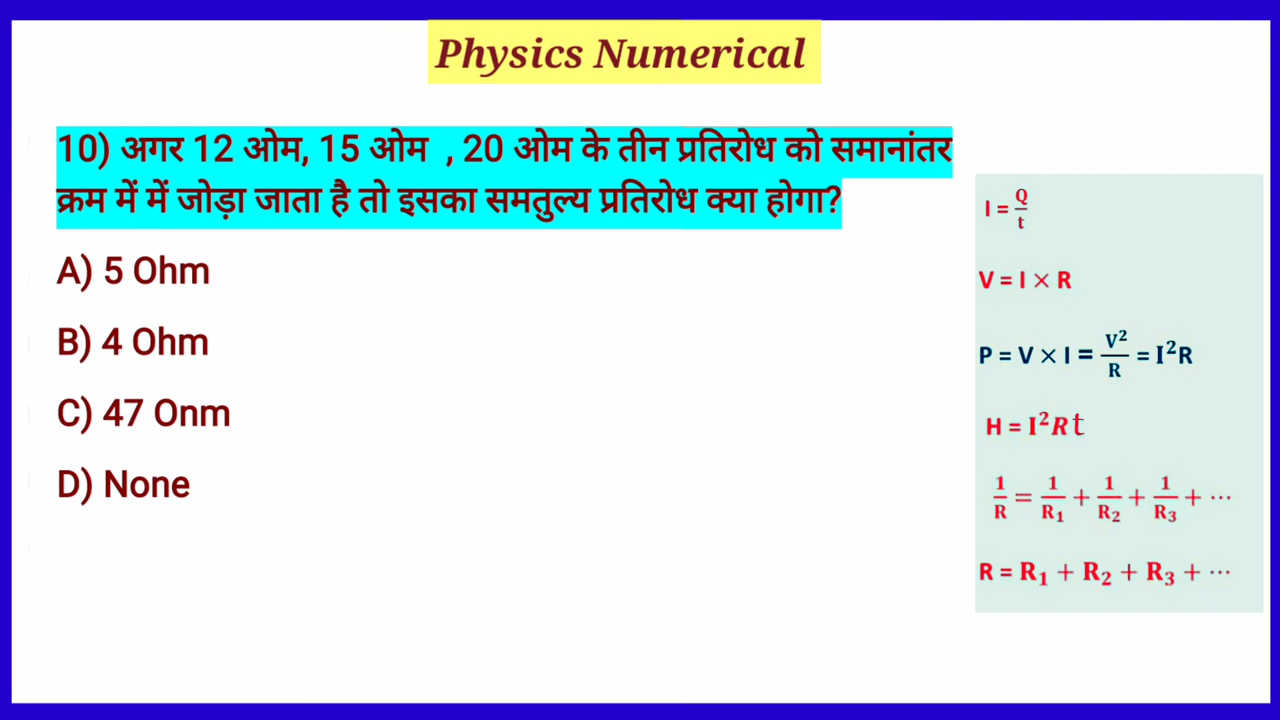 Physics Numerical
10) अगर 12 ओम, 15 ओम , 20 ओम के तीन प्रतिरोध को समानांतर
क्रम में में जोड़ा जाता है तो इसका समतुल्य प्रतिरोध क्या होगा?
A) 5 Ohm
B) 4 Ohm
C) 47 Onm
D) None
I = Q/t
V = I × R
P = V × I = V²/R = I²R
H = I²Rt
1/R = 1/R₁ + 1/R₂ + 1/R₃ + ⋯
R = R₁ + R₂ + R₃ + ⋯